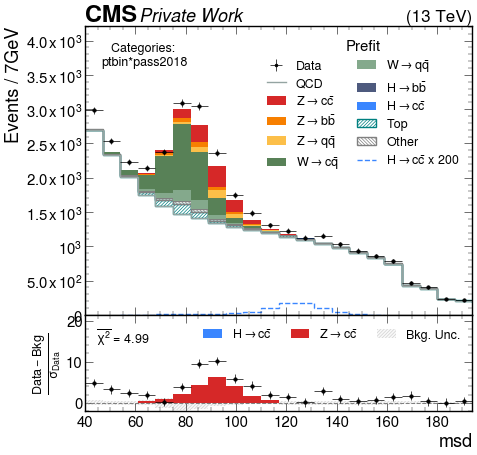 CMS Private Work (13 TeV)
Events / 7GeV
4.0 x 10³
3.5 x 10³
3.0 x 10³
2.5 x 10³
2.0 x 10³
1.5 x 10³
10³
5.0 x 10²
0
Categories:
ptbin*pass2018
Prefit
Data
QCD
Z→cc̄
Z→bb̄
Z→qq̄
W→cq̄
W→qq̄
H→bb̄
H→cc̄
Top
Other
H→cc̄ x 200
Data – Bkg
σData
20
10
0
χ² = 4.99
H→cc̄ Z→cc̄ Bkg. Unc.
40 60 80 100 120 140 160 180
msd